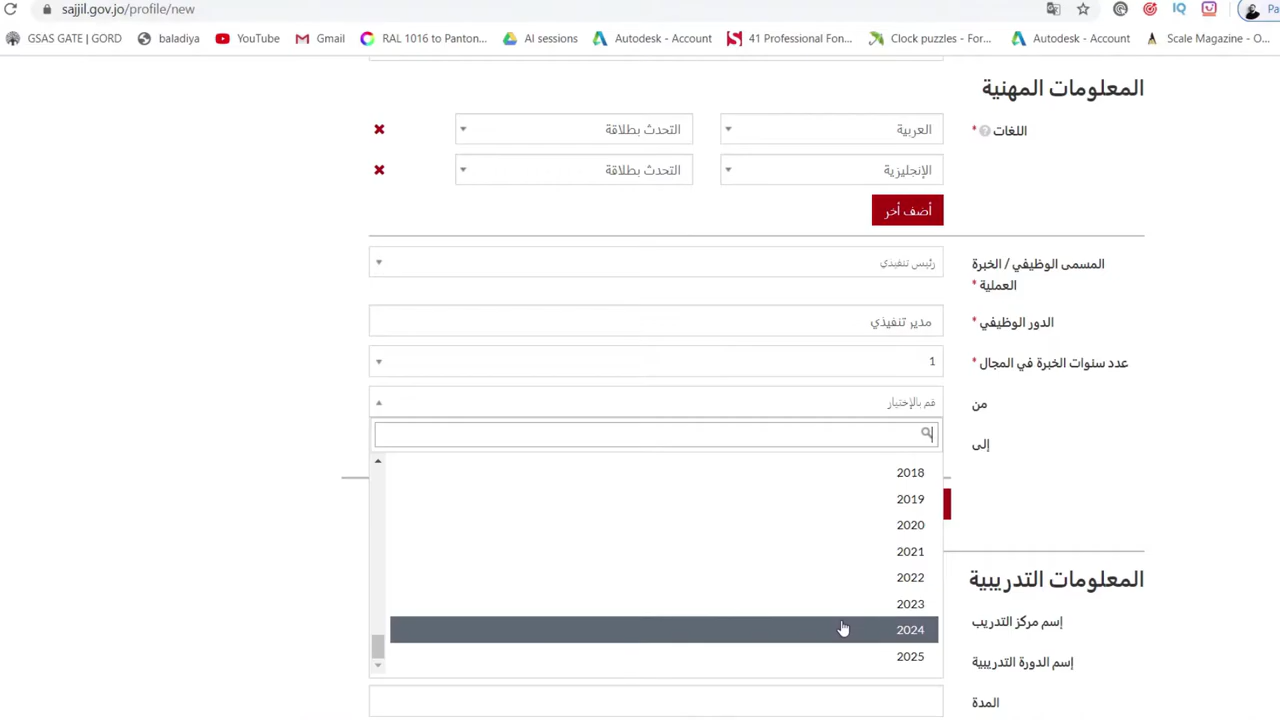 sajjil.gov.jo/profile/new
Pa
GSAS GATE | GORD
baladiya
YouTube
Gmail
RAL 1016 to Panton...
AI sessions
Autodesk - Account
41 Professional Fon...
Clock puzzles - For...
Autodesk - Account
Scale Magazine - O...
المعلومات المهنية
اللغات ? *
العربية
التحدث بطلاقة
الإنجليزية
التحدث بطلاقة
أضف أخر
المسمى الوظيفي / الخبرة
العملية *
رئيس تنفيذي
الدور الوظيفي *
مدير تنفيذي
عدد سنوات الخبرة في المجال *
1
من
قم بالإختيار
إلى
2018
2019
2020
2021
2022
2023
2024
2025
المعلومات التدريبية
إسم مركز التدريب
إسم الدورة التدريبية
المدة